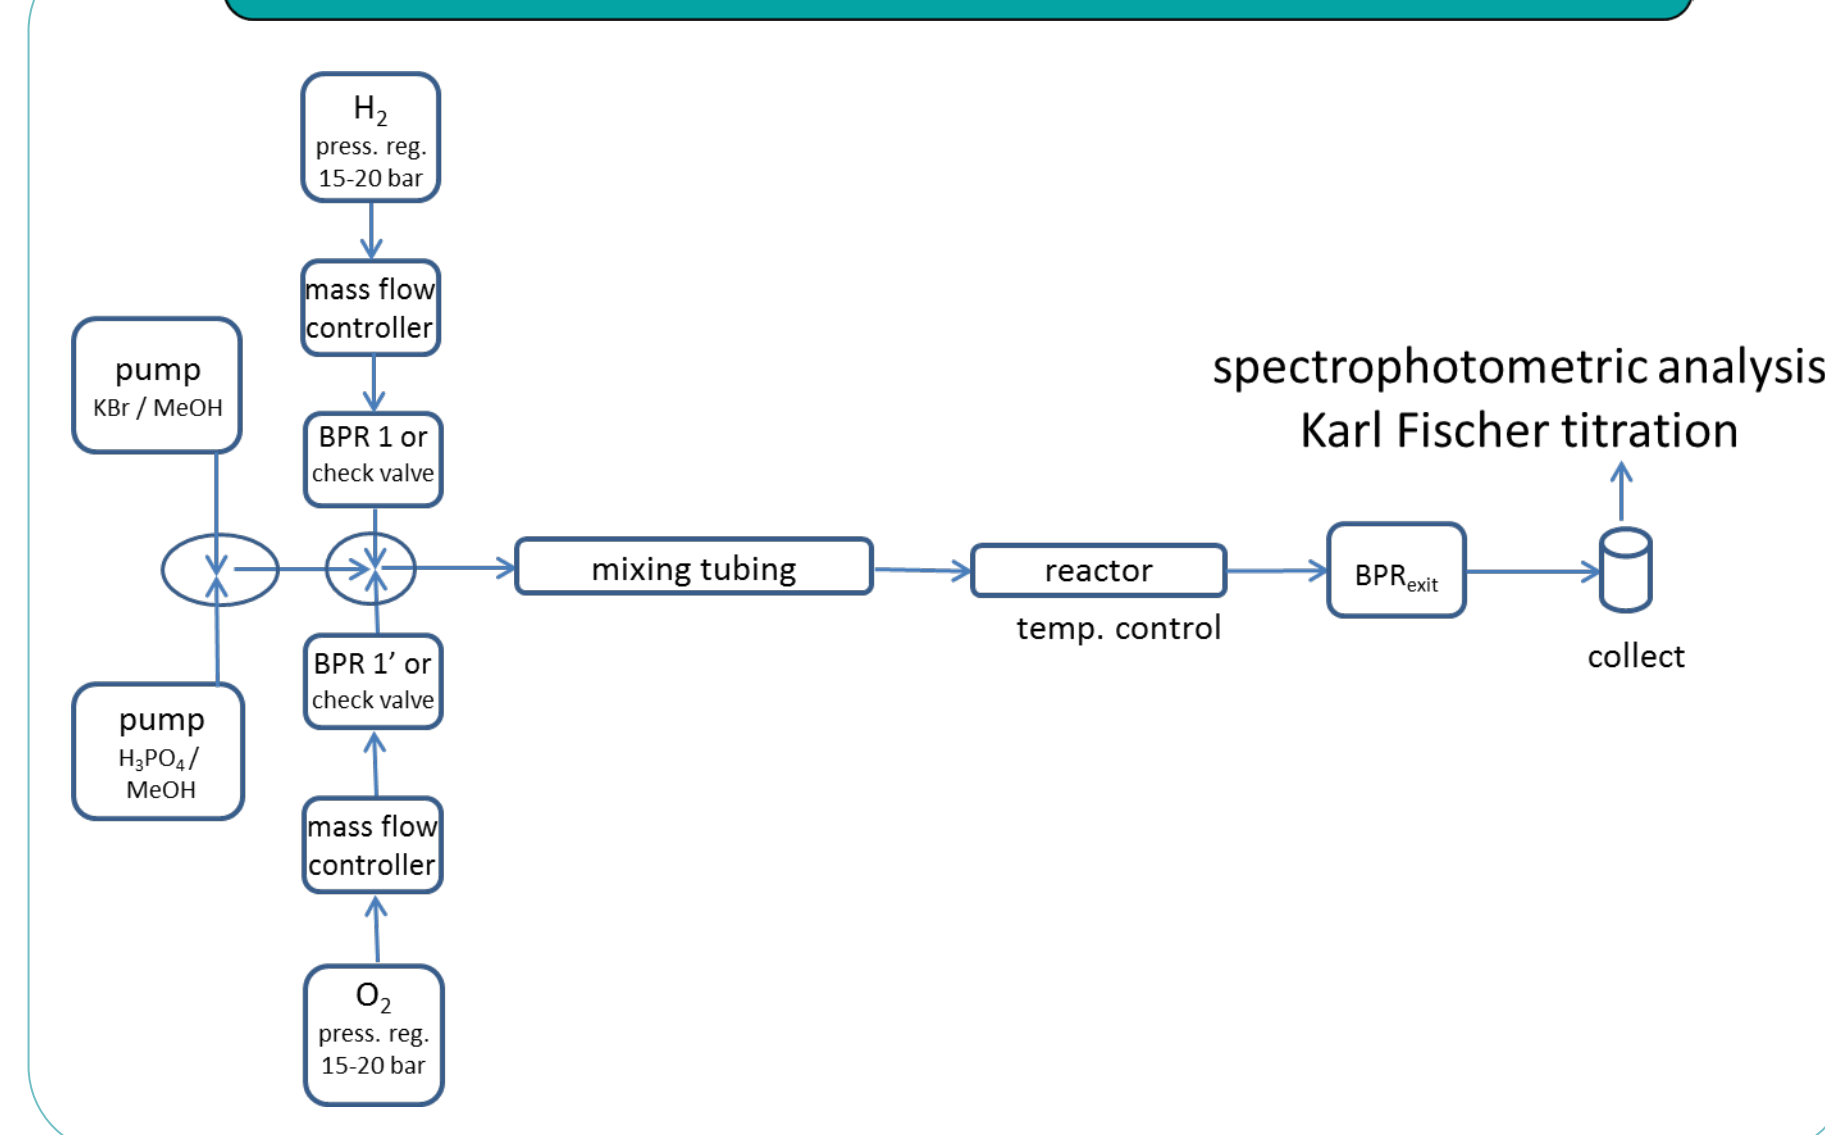 H₂
press. reg.
15-20 bar
mass flow
controller
pump
KBr / MeOH
BPR 1 or
check valve
spectrophotometric analysis
Karl Fischer titration
mixing tubing
reactor
temp. control
BPRexit
collect
BPR 1’ or
check valve
pump
H₃PO₄ /
MeOH
mass flow
controller
O₂
press. reg.
15-20 bar